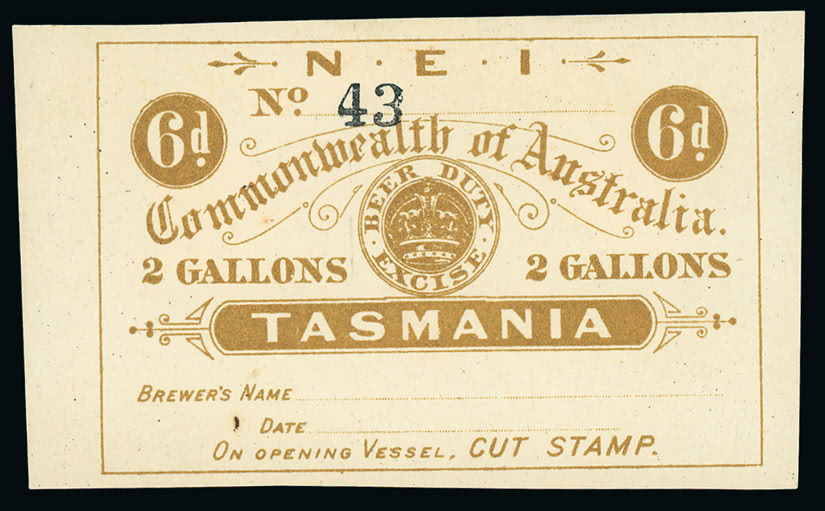 N · E · I
No. 43
6d. 6d.
Commonwealth of Australia.
BEER DUTY
EXCISE
2 GALLONS 2 GALLONS
TASMANIA
BREWER'S NAME
DATE
ON OPENING VESSEL, CUT STAMP.